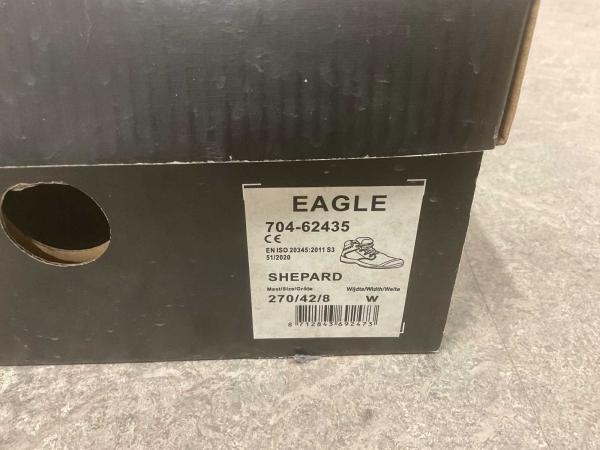 EAGLE
704-62435
CE
EN ISO 20345:2011 S3
51/2020
SHEPARD
Maat/Size/Größe Wijdte/Width/Weite
270/42/8 W
8 712843 692473